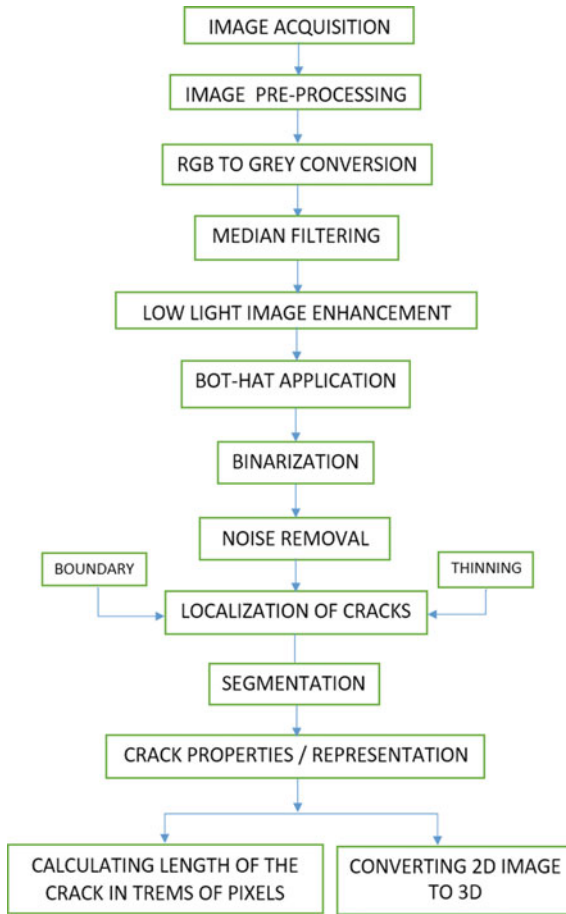 IMAGE ACQUISITION
IMAGE PRE-PROCESSING
RGB TO GREY CONVERSION
MEDIAN FILTERING
LOW LIGHT IMAGE ENHANCEMENT
BOT-HAT APPLICATION
BINARIZATION
NOISE REMOVAL
BOUNDARY
THINNING
LOCALIZATION OF CRACKS
SEGMENTATION
CRACK PROPERTIES / REPRESENTATION
CALCULATING LENGTH OF THE
CRACK IN TREMS OF PIXELS
CONVERTING 2D IMAGE
TO 3D